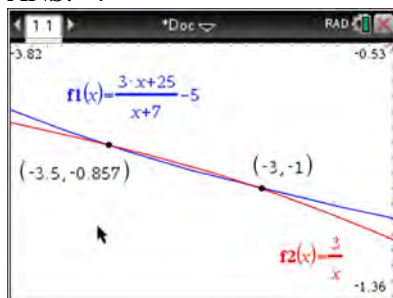 1.1 *Doc RAD
-3.82 -0.53
f1(x)=(3·x+25)/(x+7)-5
(-3.5,-0.857) (-3,-1)
f2(x)=3/x
-1.36